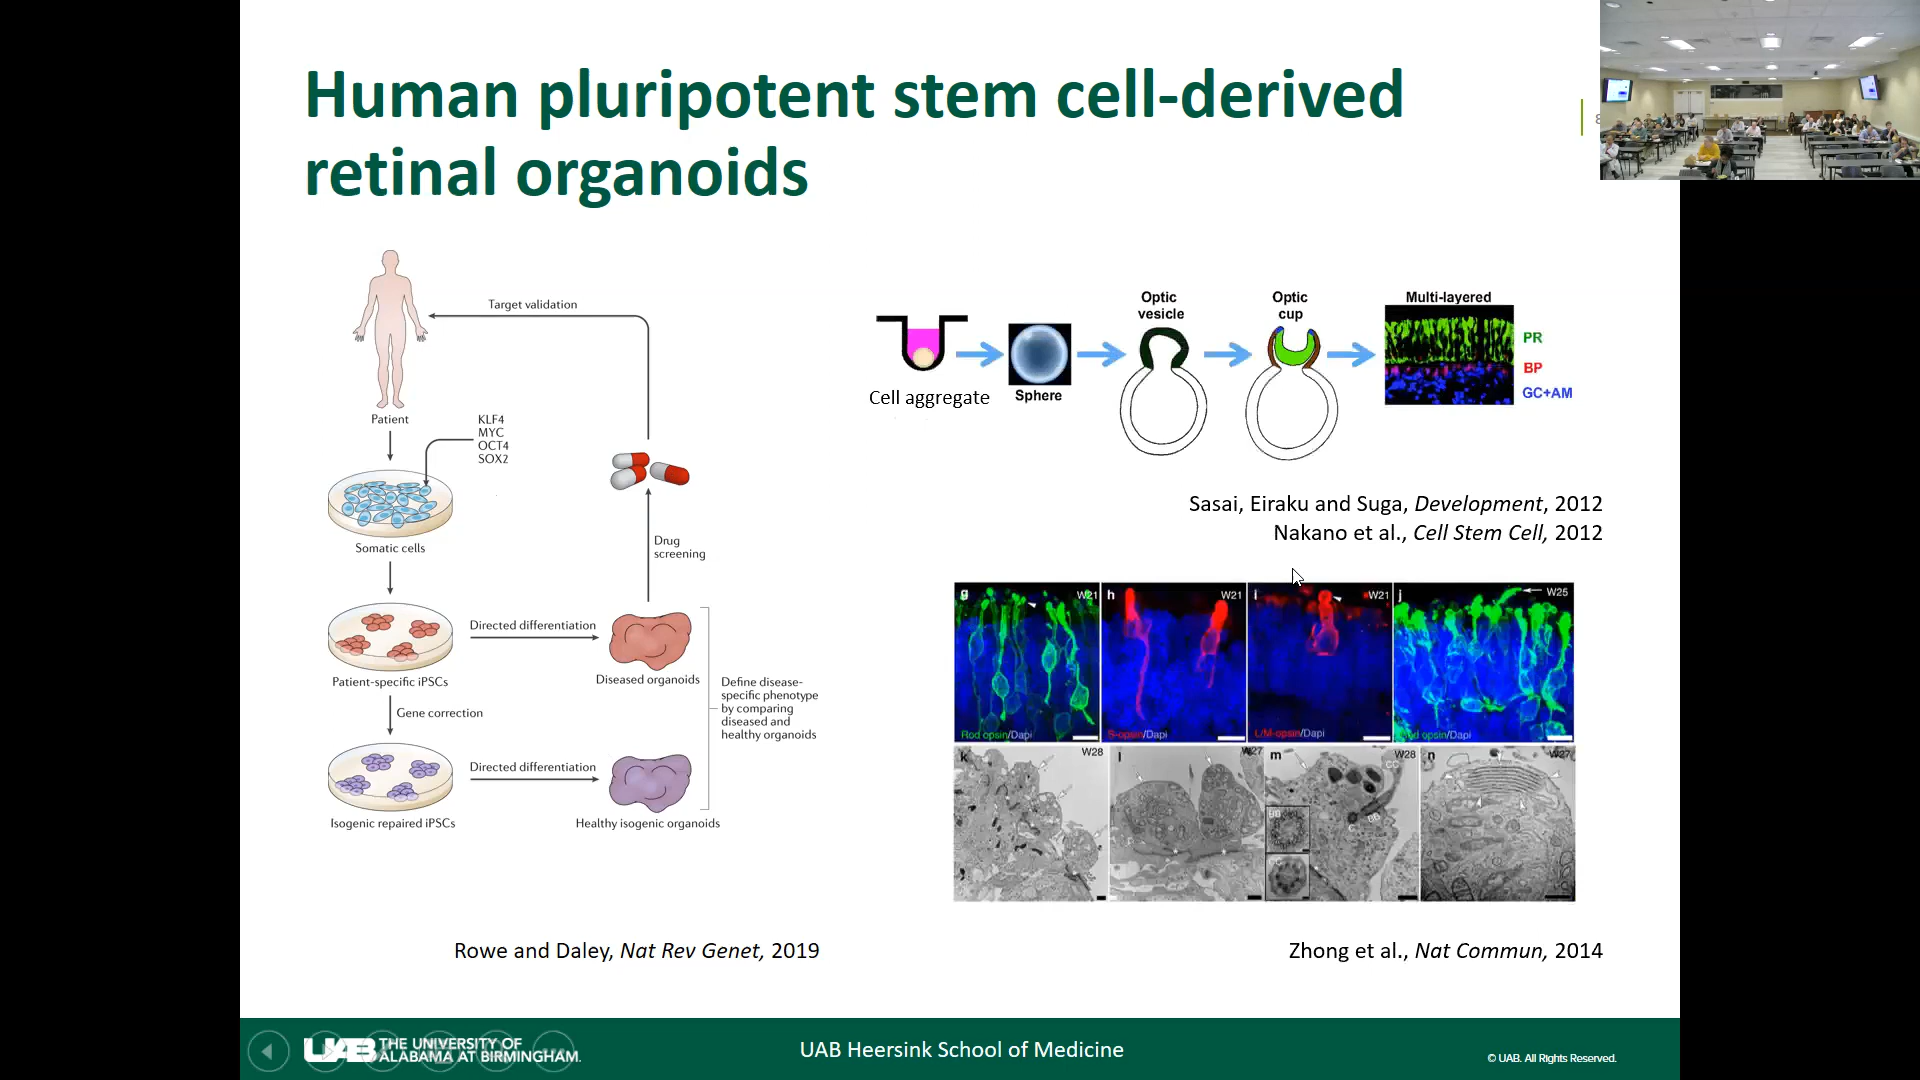 Human pluripotent stem cell-derived
retinal organoids
Target validation
Patient
KLF4
MYC
OCT4
SOX2
Somatic cells
Drug
screening
Directed differentiation
Patient-specific iPSCs
Diseased organoids
Gene correction
Define disease-
specific phenotype
by comparing
diseased and
healthy organoids
Directed differentiation
Isogenic repaired iPSCs
Healthy isogenic organoids
Rowe and Daley, Nat Rev Genet, 2019
Cell aggregate
Sphere
Optic
vesicle
Optic
cup
Multi-layered
PR
BP
GC+AM
Sasai, Eiraku and Suga, Development, 2012
Nakano et al., Cell Stem Cell, 2012
g W21
Rod opsin/Dapi
h W21
S-opsin/Dapi
i W21
L/M-opsin/Dapi
j W25
opsin/Dapi
k W28
l W27
m W28
CC
BB
C
BB
n W27
Zhong et al., Nat Commun, 2014
UAB THE UNIVERSITY OF
ALABAMA AT BIRMINGHAM.
UAB Heersink School of Medicine
© UAB. All Rights Reserved.